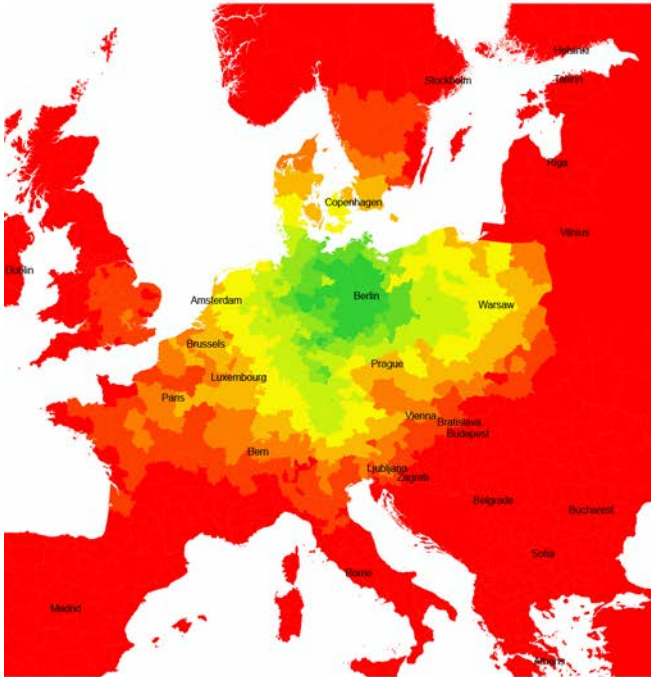 Helsinki
Stockholm
Tallinn
Riga
Copenhagen
Vilnius
Dublin
Berlin
Amsterdam
Warsaw
Brussels
Prague
Luxembourg
Paris
Vienna
Bratislava
Budapest
Bern
Ljubljana
Zagreb
Belgrade
Bucharest
Sofia
Rome
Madrid
Athens